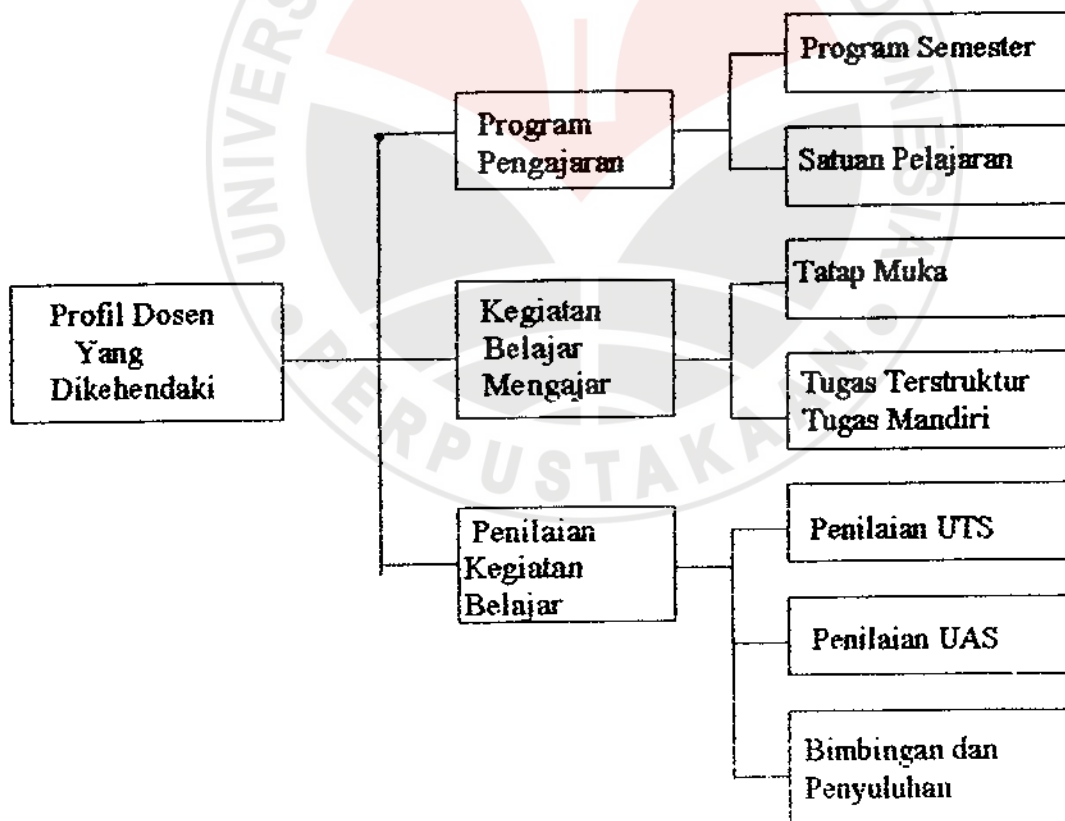 Profil Dosen
Yang
Dikehendaki
Program
Pengajaran
Program Semester
Satuan Pelajaran
Kegiatan
Belajar
Mengajar
Tatap Muka
Tugas Terstruktur
Tugas Mandiri
Penilaian
Kegiatan
Belajar
Penilaian UTS
Penilaian UAS
Bimbingan dan
Penyuluhan
PERPUSTAKAAN